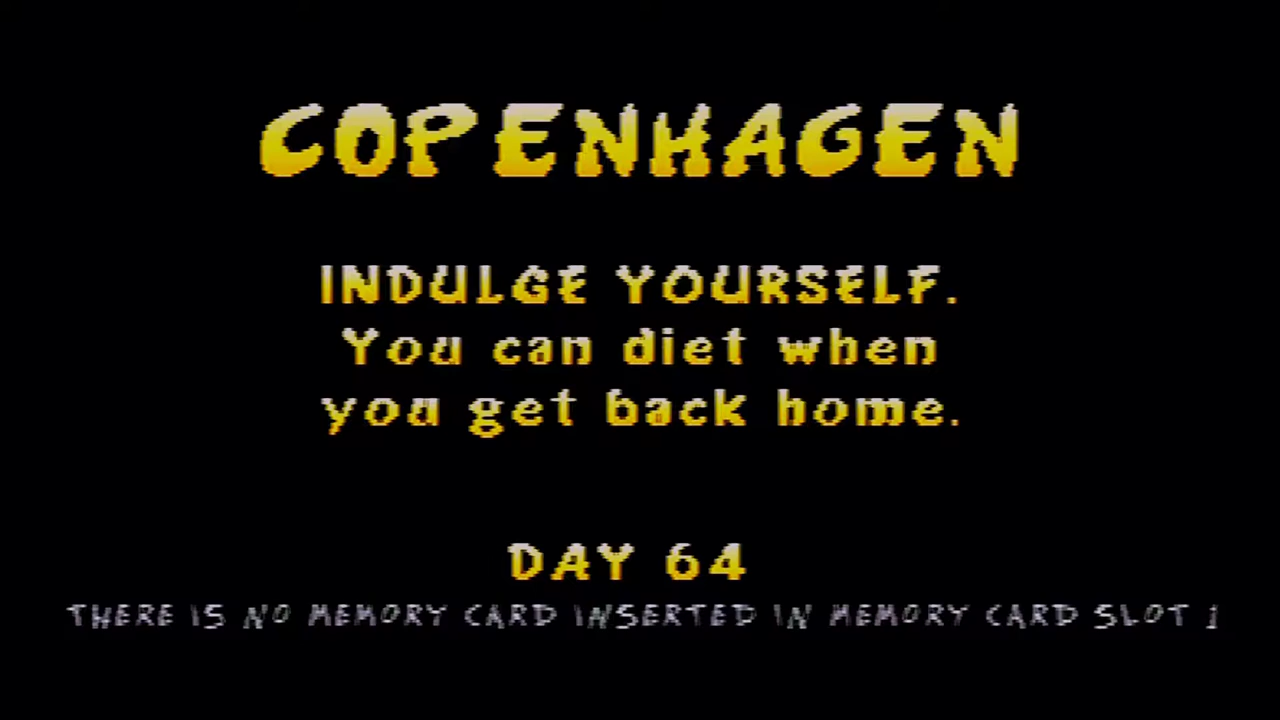 COPENHAGEN
INDULGE YOURSELF.
You can diet when
you get back home.
DAY 64
THERE IS NO MEMORY CARD INSERTED IN MEMORY CARD SLOT 1